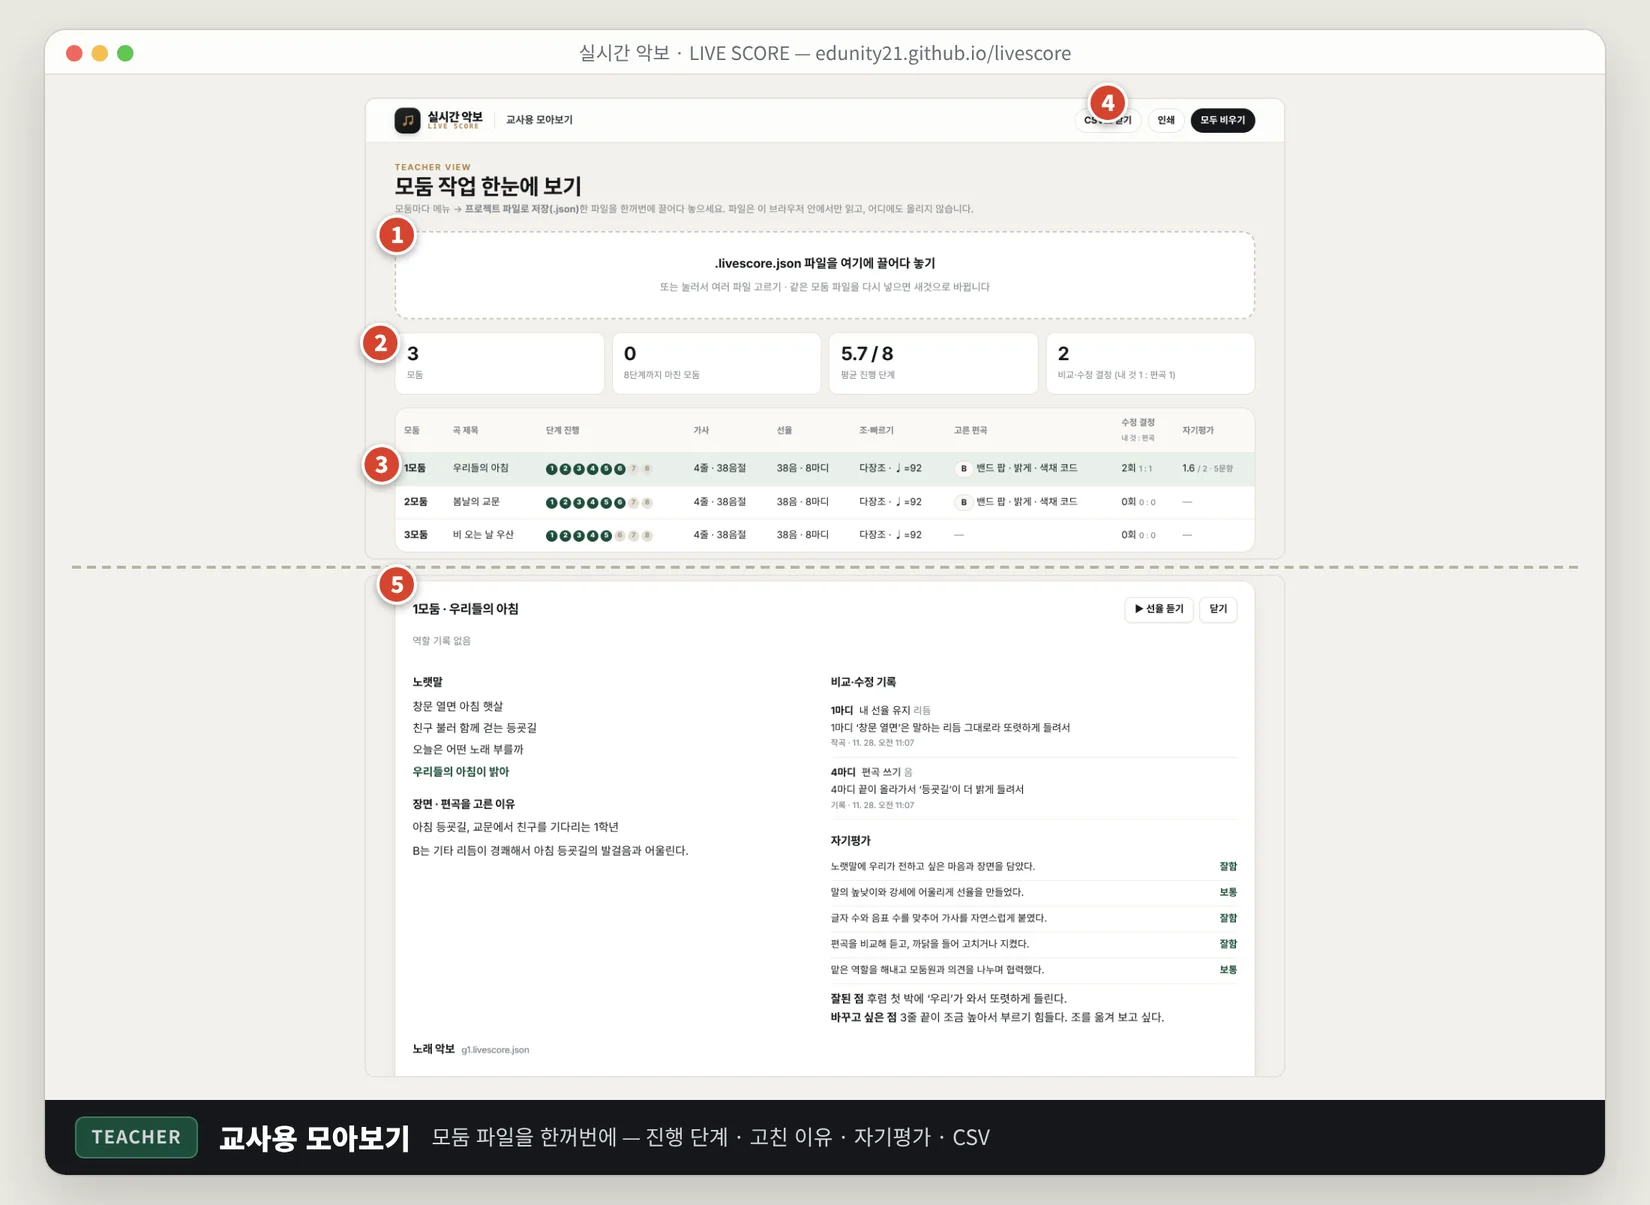 실시간 악보 · LIVE SCORE — edunity21.github.io/livescore
실시간 악보
LIVE SCORE
교사용 모아보기
4
인쇄
모두 비우기
TEACHER VIEW
모둠 작업 한눈에 보기
모둠마다 메뉴 → 프로젝트 파일로 저장(.json)한 파일을 한꺼번에 끌어다 놓으세요. 파일은 이 브라우저 안에서만 읽고, 어디에도 올리지 않습니다.
1
.livescore.json 파일을 여기에 끌어다 놓기
또는 눌러서 여러 파일 고르기 · 같은 모둠 파일을 다시 넣으면 새것으로 바뀝니다
2
3
모둠
0
8단계까지 마친 모둠
5.7 / 8
평균 진행 단계
2
비교·수정 결정 (내 것 1 : 편곡 1)
모둠 곡 제목 단계 진행 가사 선율 조·빠르기 고른 편곡 수정 결정 내 것 : 편곡 자기평가
3
1모둠 우리들의 아침 1 2 3 4 5 6 7 8 4줄 · 38음절 38음 · 8마디 다장조 · ♩=92 B 밴드 팝 · 밝게 · 색채 코드 2회 1 : 1 1.6 / 2 · 5문항
2모둠 봄날의 교문 1 2 3 4 5 6 7 8 4줄 · 38음절 38음 · 8마디 다장조 · ♩=92 B 밴드 팝 · 밝게 · 색채 코드 0회 0 : 0 —
3모둠 비 오는 날 우산 1 2 3 4 5 6 7 8 4줄 · 38음절 38음 · 8마디 다장조 · ♩=92 — 0회 0 : 0 —
5
1모둠 · 우리들의 아침
▶ 선율 듣기
닫기
역할 기록 없음
노랫말
창문 열면 아침 햇살
친구 불러 함께 걷는 등굣길
오늘은 어떤 노래 부를까
우리들의 아침이 밝아
장면 · 편곡을 고른 이유
아침 등굣길, 교문에서 친구를 기다리는 1학년
B는 기타 리듬이 경쾌해서 아침 등굣길의 발걸음과 어울린다.
비교·수정 기록
1마디 내 선율 유지 리듬
1마디 ‘창문 열면’은 말하는 리듬 그대로라 또렷하게 들려서
작곡 · 11. 28. 오전 11:07
4마디 편곡 쓰기 음
4마디 끝이 올라가서 ‘등굣길’이 더 밝게 들려서
기록 · 11. 28. 오전 11:07
자기평가
노랫말에 우리가 전하고 싶은 마음과 장면을 담았다. 잘함
말의 높낮이와 강세에 어울리게 선율을 만들었다. 보통
글자 수와 음표 수를 맞추어 가사를 자연스럽게 붙였다. 잘함
편곡을 비교해 듣고, 까닭을 들어 고치거나 지켰다. 잘함
맡은 역할을 해내고 모둠원과 의견을 나누며 협력했다. 보통
잘된 점 후렴 첫 박에 ‘우리’가 와서 또렷하게 들린다.
바꾸고 싶은 점 3줄 끝이 조금 높아서 부르기 힘들다. 조를 옮겨 보고 싶다.
노래 악보 g1.livescore.json
TEACHER
교사용 모아보기
모둠 파일을 한꺼번에 — 진행 단계 · 고친 이유 · 자기평가 · CSV